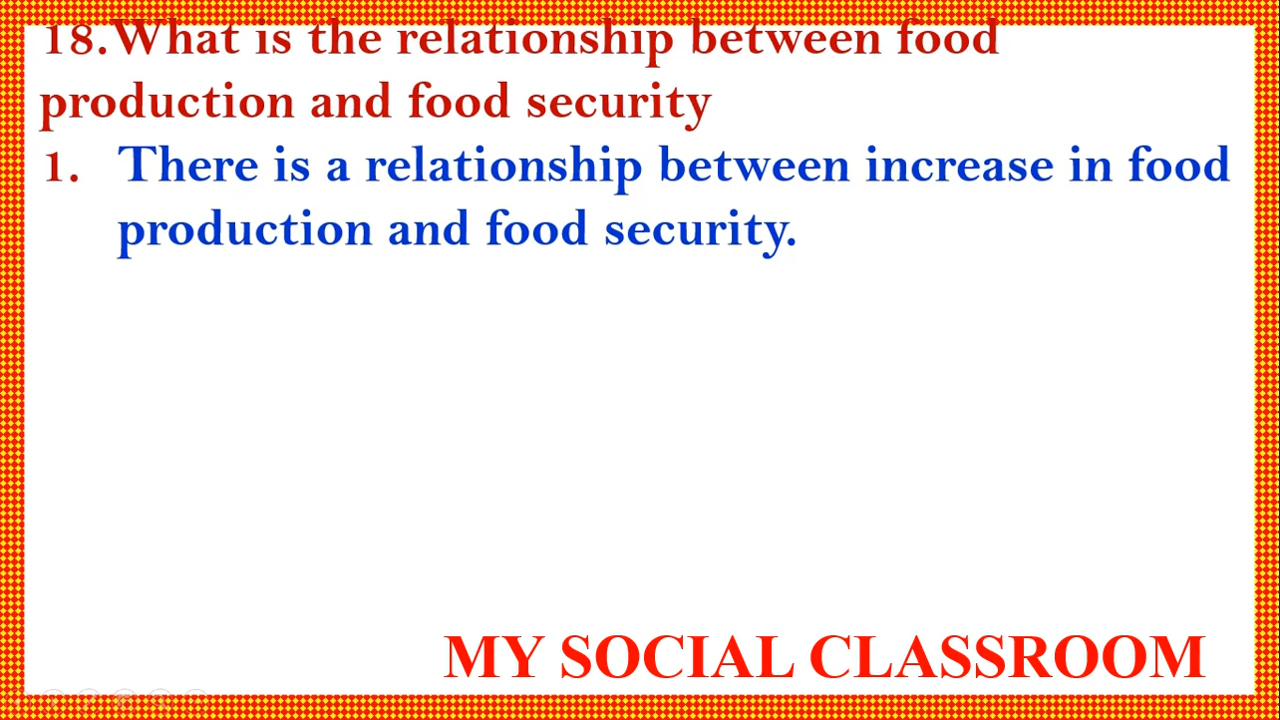 18.What is the relationship between food
production and food security
1. There is a relationship between increase in food
production and food security.
MY SOCIAL CLASSROOM